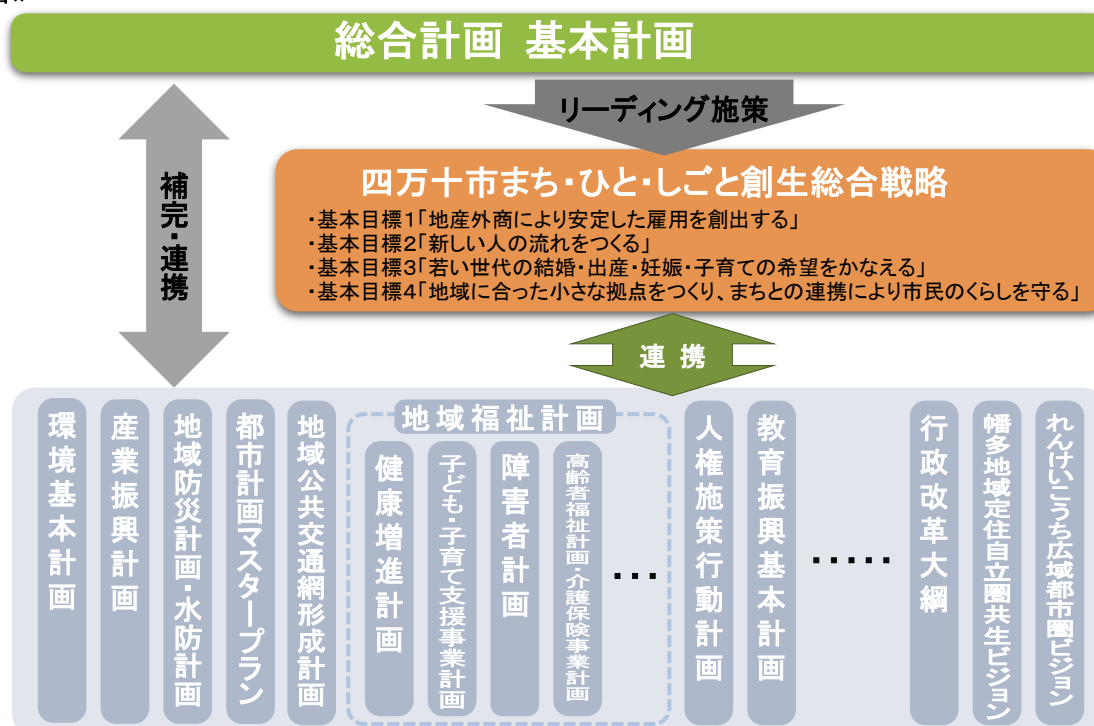 総合計画 基本計画
リーディング施策
補完・連携
四万十市まち・ひと・しごと創生総合戦略
・基本目標1「地産外商により安定した雇用を創出する」
・基本目標2「新しい人の流れをつくる」
・基本目標3「若い世代の結婚・出産・妊娠・子育ての希望をかなえる」
・基本目標4「地域に合った小さな拠点をつくり、まちとの連携により市民のくらしを守る」
連 携
環境基本計画
産業振興計画
地域防災計画・水防計画
都市計画マスタープラン
地域公共交通網形成計画
地域福祉計画
健康増進計画
子ども・子育て支援事業計画
障害者計画
高齢者福祉計画・介護保険事業計画
…
人権施策行動計画
教育振興基本計画
・・・・・
行政改革大綱
幡多地域定住自立圏共生ビジョン
れんけいこうち広域都市圏ビジョン